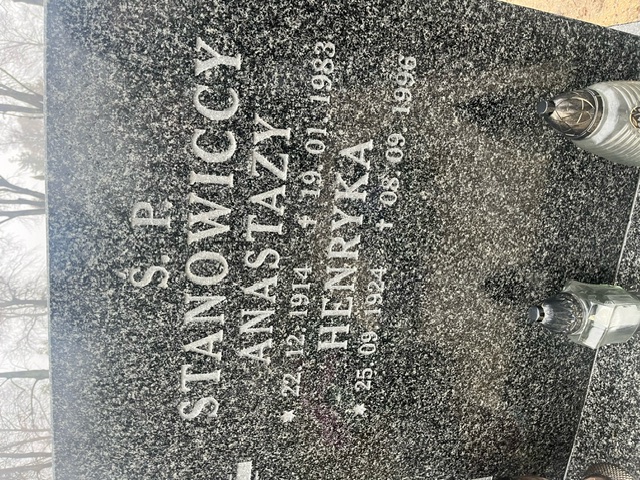 Ś. P.
STANOWICCY
ANASTAZY
* 22. 12. 1914 † 19. 01. 1983
HENRYKA
* 25. 09. 1924 † 08. 09. 1996